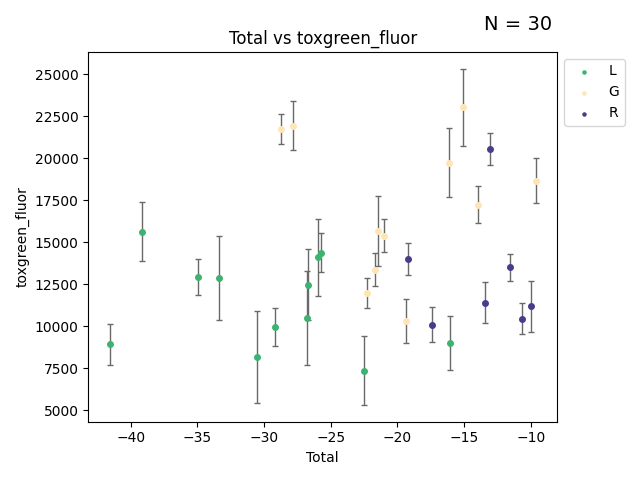 N = 30
Total vs toxgreen_fluor
25000
22500
20000
17500
15000
12500
10000
7500
5000
toxgreen_fluor
−40 −35 −30 −25 −20 −15 −10
Total
L
G
R